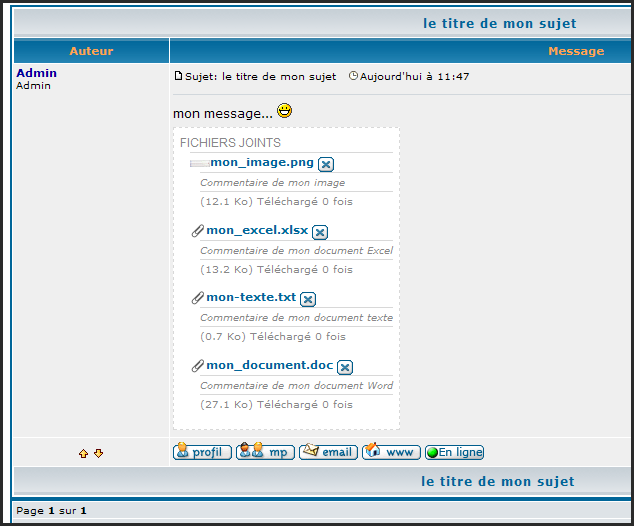 le titre de mon sujet
Auteur Message
Admin
Admin
Sujet: le titre de mon sujet Aujourd'hui à 11:47
mon message...
FICHIERS JOINTS
mon_image.png
Commentaire de mon image
(12.1 Ko) Téléchargé 0 fois
mon_excel.xlsx
Commentaire de mon document Excel
(13.2 Ko) Téléchargé 0 fois
mon-texte.txt
Commentaire de mon document texte
(0.7 Ko) Téléchargé 0 fois
mon_document.doc
Commentaire de mon document Word
(27.1 Ko) Téléchargé 0 fois
profil mp email www En ligne
le titre de mon sujet
Page 1 sur 1